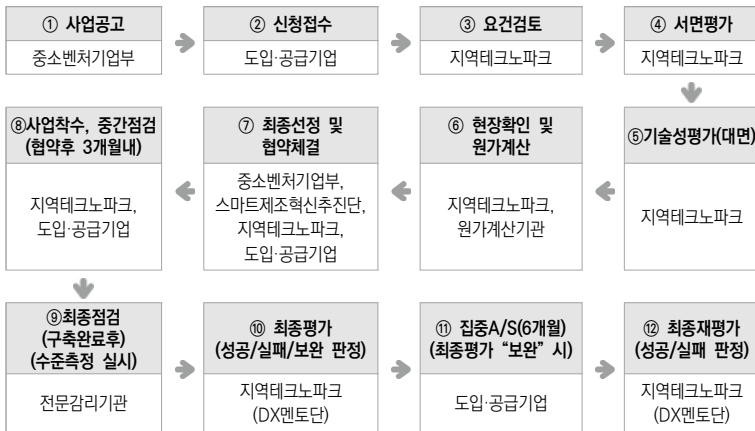 ① 사업공고
중소벤처기업부
② 신청접수
도입·공급기업
③ 요건검토
지역테크노파크
④ 서면평가
지역테크노파크
⑤기술성평가(대면)
지역테크노파크
⑥ 현장확인 및
원가계산
지역테크노파크,
원가계산기관
⑦ 최종선정 및
협약체결
중소벤처기업부,
스마트제조혁신추진단,
지역테크노파크,
도입·공급기업
⑧사업착수, 중간점검
(협약후 3개월내)
지역테크노파크,
도입·공급기업
⑨최종점검
(구축완료후)
(수준측정 실시)
전문감리기관
⑩ 최종평가
(성공/실패/보완 판정)
지역테크노파크
(DX멘토단)
⑪ 집중A/S(6개월)
(최종평가 “보완” 시)
도입·공급기업
⑫ 최종재평가
(성공/실패 판정)
지역테크노파크
(DX멘토단)